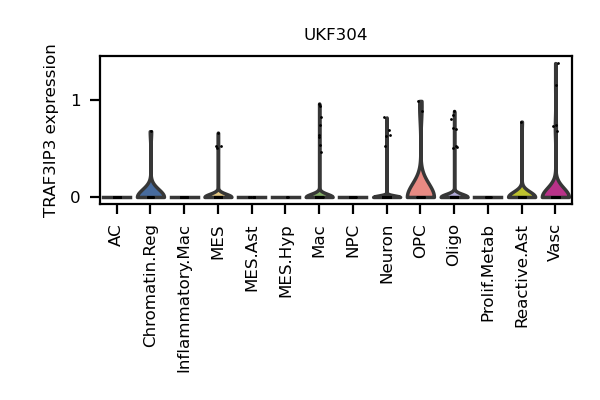 UKF304
TRAF3IP3 expression
1
0
AC
Chromatin.Reg
Inflammatory.Mac
MES
MES.Ast
MES.Hyp
Mac
NPC
Neuron
OPC
Oligo
Prolif.Metab
Reactive.Ast
Vasc